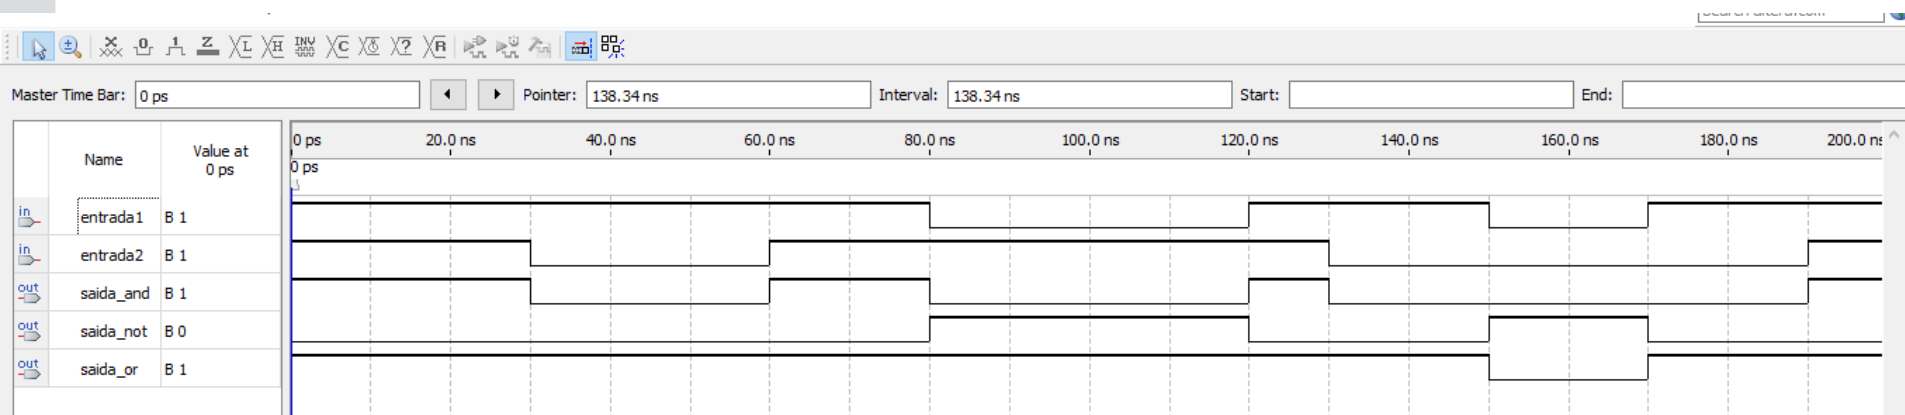 Master Time Bar: 0 ps Pointer: 138.34 ns Interval: 138.34 ns Start: End:
Name Value at 0 ps
0 ps 20.0 ns 40.0 ns 60.0 ns 80.0 ns 100.0 ns 120.0 ns 140.0 ns 160.0 ns 180.0 ns 200.0 ns
0 ps
in entrada1 B 1
in entrada2 B 1
out saida_and B 1
out saida_not B 0
out saida_or B 1